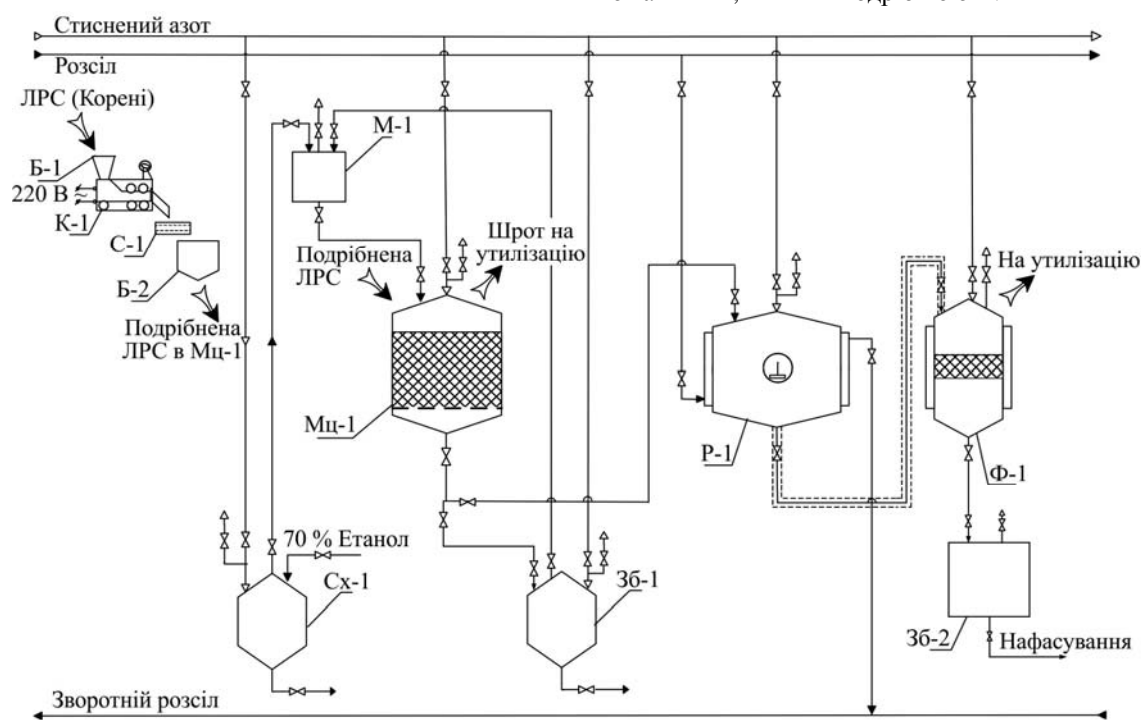 Стиснений азот
Розсіл
ЛРС (Корені)
Б-1
220 В ~
К-1
С-1
Б-2
Подрібнена
ЛРС в Мц-1
М-1
Подрібнена
ЛРС
Шрот на
утилізацію
Мц-1
70 % Етанол
Сх-1
Зб-1
Р-1
На утилізацію
Ф-1
Зб-2
Нафасування
Зворотній розсіл